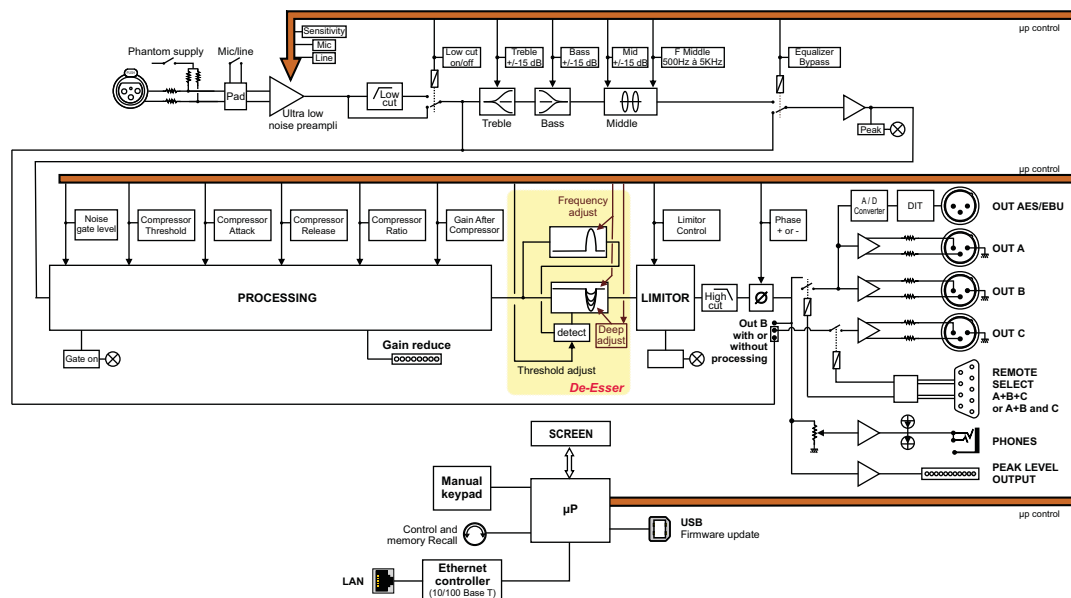 µp control
Sensitivity
Mic
Line
Phantom supply
Mic/line
Low cut
on/off
Treble
+/-15 dB
Bass
+/-15 dB
Mid
+/-15 dB
F Middle
500Hz à 5KHz
Equalizer
Bypass
Pad
Low
cut
Ultra low
noise preampli
Treble
Bass
Middle
Peak
µp control
Noise
gate level
Compressor
Threshold
Compressor
Attack
Compressor
Release
Compressor
Ratio
Gain After
Compressor
Frequency
adjust
Limitor
Control
Phase
+ or -
A / D
Converter
DIT
OUT AES/EBU
OUT A
PROCESSING
LIMITOR
High
cut
Ø
OUT B
detect
Deep
adjust
Out B
with or
without
processing
OUT C
Gate on
Gain reduce
Threshold adjust
De-Esser
REMOTE
SELECT
A+B+C
or A+B and C
PHONES
SCREEN
PEAK LEVEL
OUTPUT
Manual
keypad
µP
µp control
Control and
memory Recall
USB
Firmware update
LAN
Ethernet
controller
(10/100 Base T)